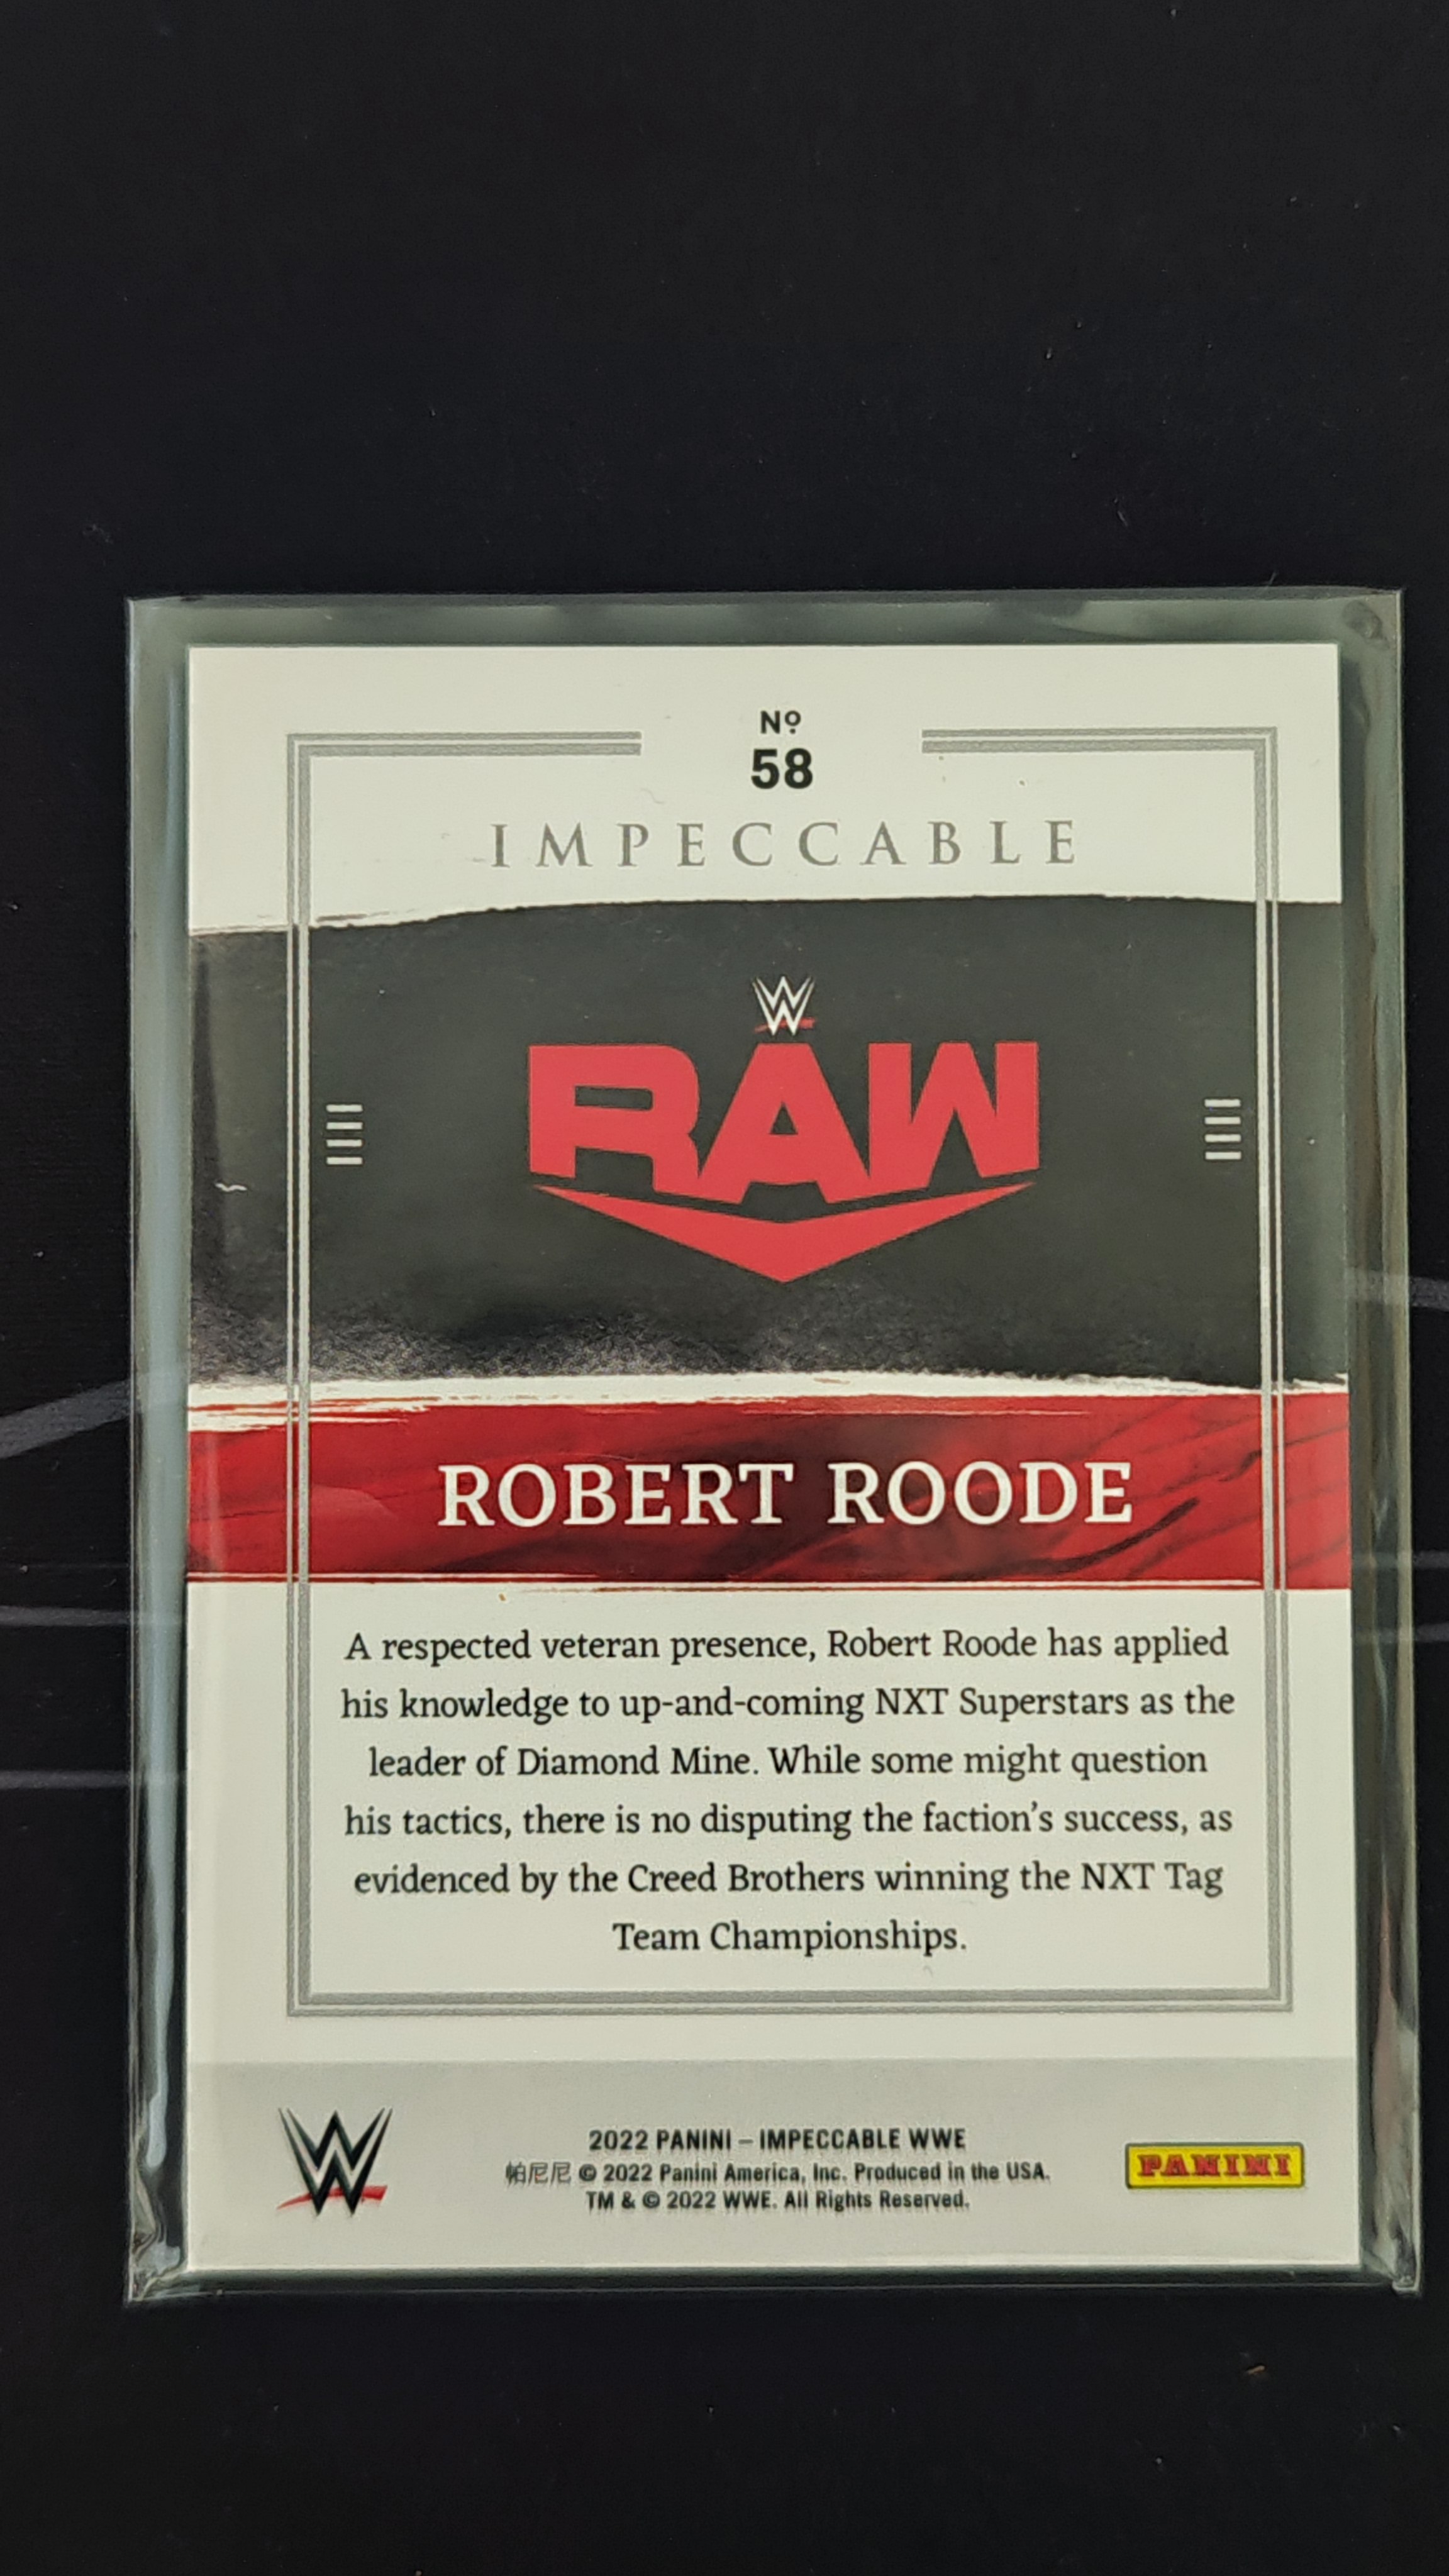 Nº
58
IMPECCABLE
W
RAW
ROBERT ROODE
A respected veteran presence, Robert Roode has applied
his knowledge to up-and-coming NXT Superstars as the
leader of Diamond Mine. While some might question
his tactics, there is no disputing the faction's success, as
evidenced by the Creed Brothers winning the NXT Tag
Team Championships.
W
2022 PANINI – IMPECCABLE WWE
帕尼尼 © 2022 Panini America, Inc. Produced in the USA.
TM & © 2022 WWE. All Rights Reserved.
PANINI